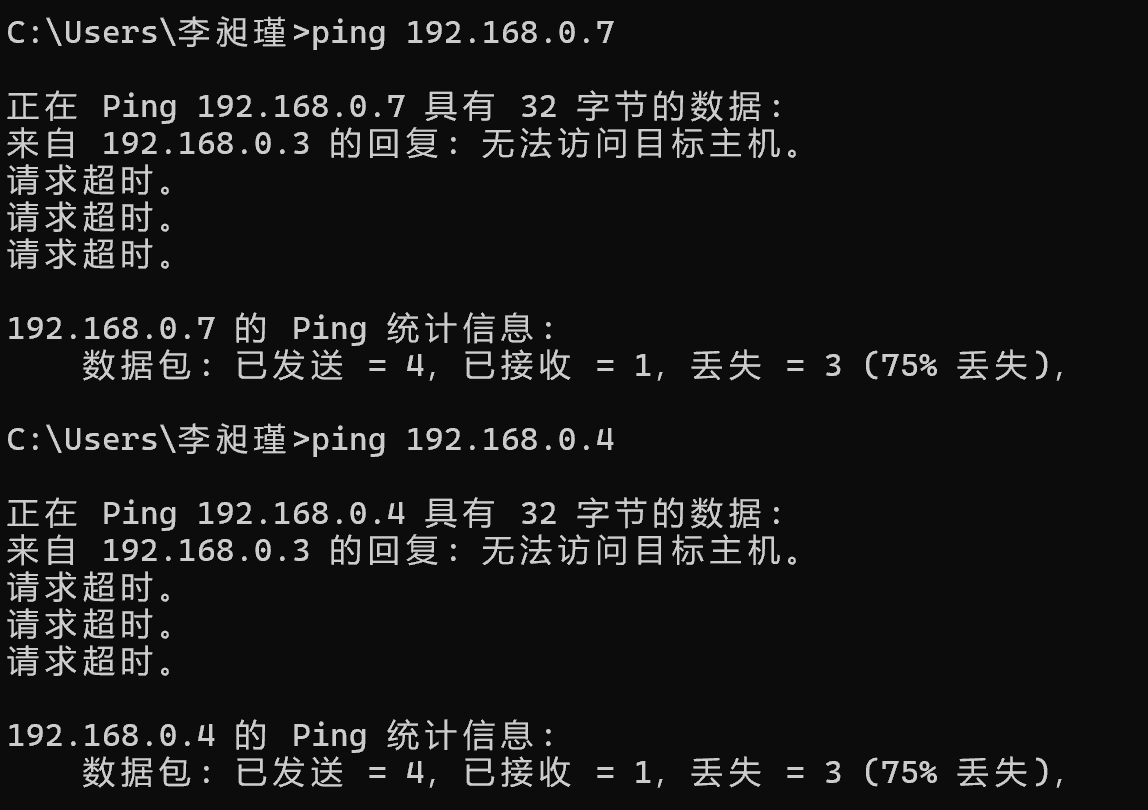 C:\Users\李昶瑾>ping 192.168.0.7
正在 Ping 192.168.0.7 具有 32 字节的数据:
来自 192.168.0.3 的回复: 无法访问目标主机。
请求超时。
请求超时。
请求超时。
192.168.0.7 的 Ping 统计信息:
数据包: 已发送 = 4, 已接收 = 1, 丢失 = 3 (75% 丢失),
C:\Users\李昶瑾>ping 192.168.0.4
正在 Ping 192.168.0.4 具有 32 字节的数据:
来自 192.168.0.3 的回复: 无法访问目标主机。
请求超时。
请求超时。
请求超时。
192.168.0.4 的 Ping 统计信息:
数据包: 已发送 = 4, 已接收 = 1, 丢失 = 3 (75% 丢失),